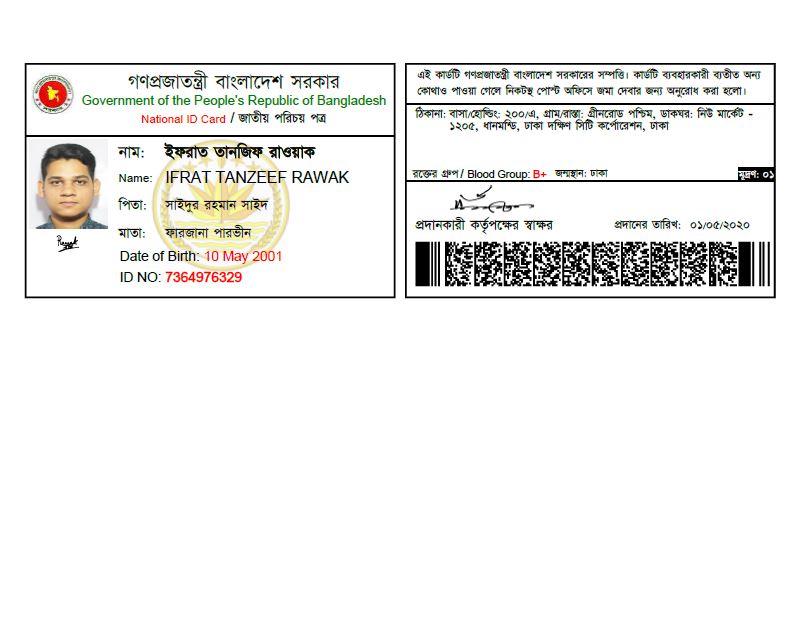 গণপ্রজাতন্ত্রী বাংলাদেশ সরকার
Government of the People's Republic of Bangladesh
National ID Card / জাতীয় পরিচয় পত্র
নাম: ইফরাত তানজিফ রাওয়াক
Name: IFRAT TANZEEF RAWAK
পিতা: সাইদুর রহমান সাইদ
মাতা: ফারজানা পারভীন
Date of Birth: 10 May 2001
ID NO: 7364976329
এই কার্ডটি গণপ্রজাতন্ত্রী বাংলাদেশ সরকারের সম্পত্তি। কার্ডটি ব্যবহারকারী ব্যতীত অন্য
কোথাও পাওয়া গেলে নিকটস্থ পোস্ট অফিসে জমা দেবার জন্য অনুরোধ করা হলো।
ঠিকানা: বাসা/হোল্ডিং: ২০০/এ, গ্রাম/রাস্তা: গ্রীনরোড পশ্চিম, ডাকঘর: নিউ মার্কেট -
১২০৫, ধানমন্ডি, ঢাকা দক্ষিণ সিটি কর্পোরেশন, ঢাকা
রক্তের গ্রুপ / Blood Group: B+ জন্মস্থান: ঢাকা মুদ্রণ: ০১
প্রদানকারী কর্তৃপক্ষের স্বাক্ষর প্রদানের তারিখ: ০১/০৫/২০২০